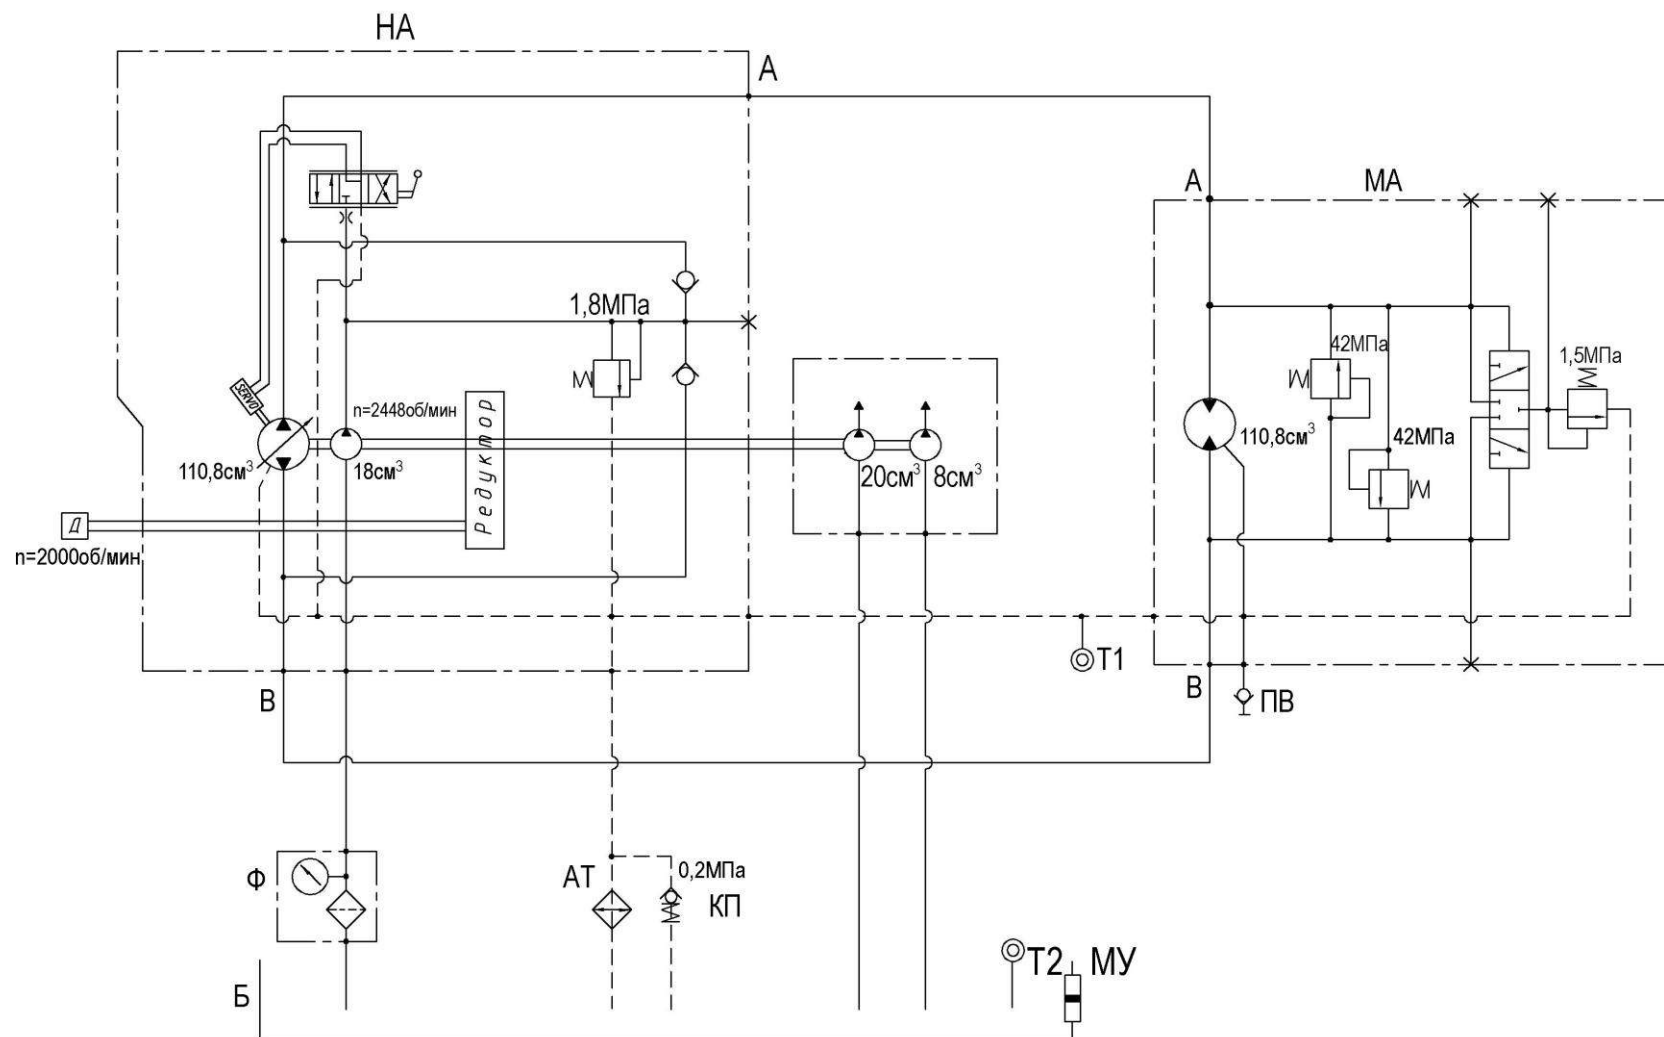 НА
А
А
МА
1,8МПа
42МПа
1,5МПа
SERVO
n=2448об/мин
Редуктор
110,8см³
42МПа
110,8см³
18см³
20см³
8см³
Д
n=2000об/мин
Т1
В
В
ПВ
Ф
АТ
0,2МПа
КП
Т2
МУ
Б